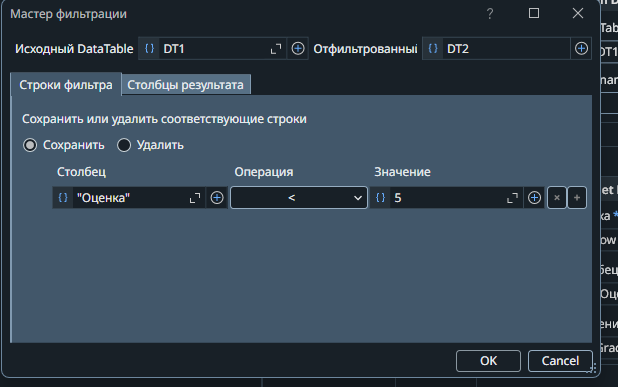 Мастер фильтрации ?
Исходный DataTable {} DT1 Отфильтрованный {} DT2
Строки фильтра Столбцы результата
Сохранить или удалить соответствующие строки
Сохранить Удалить
Столбец Операция Значение
{} "Оценка" < {} 5 × +
OK Cancel